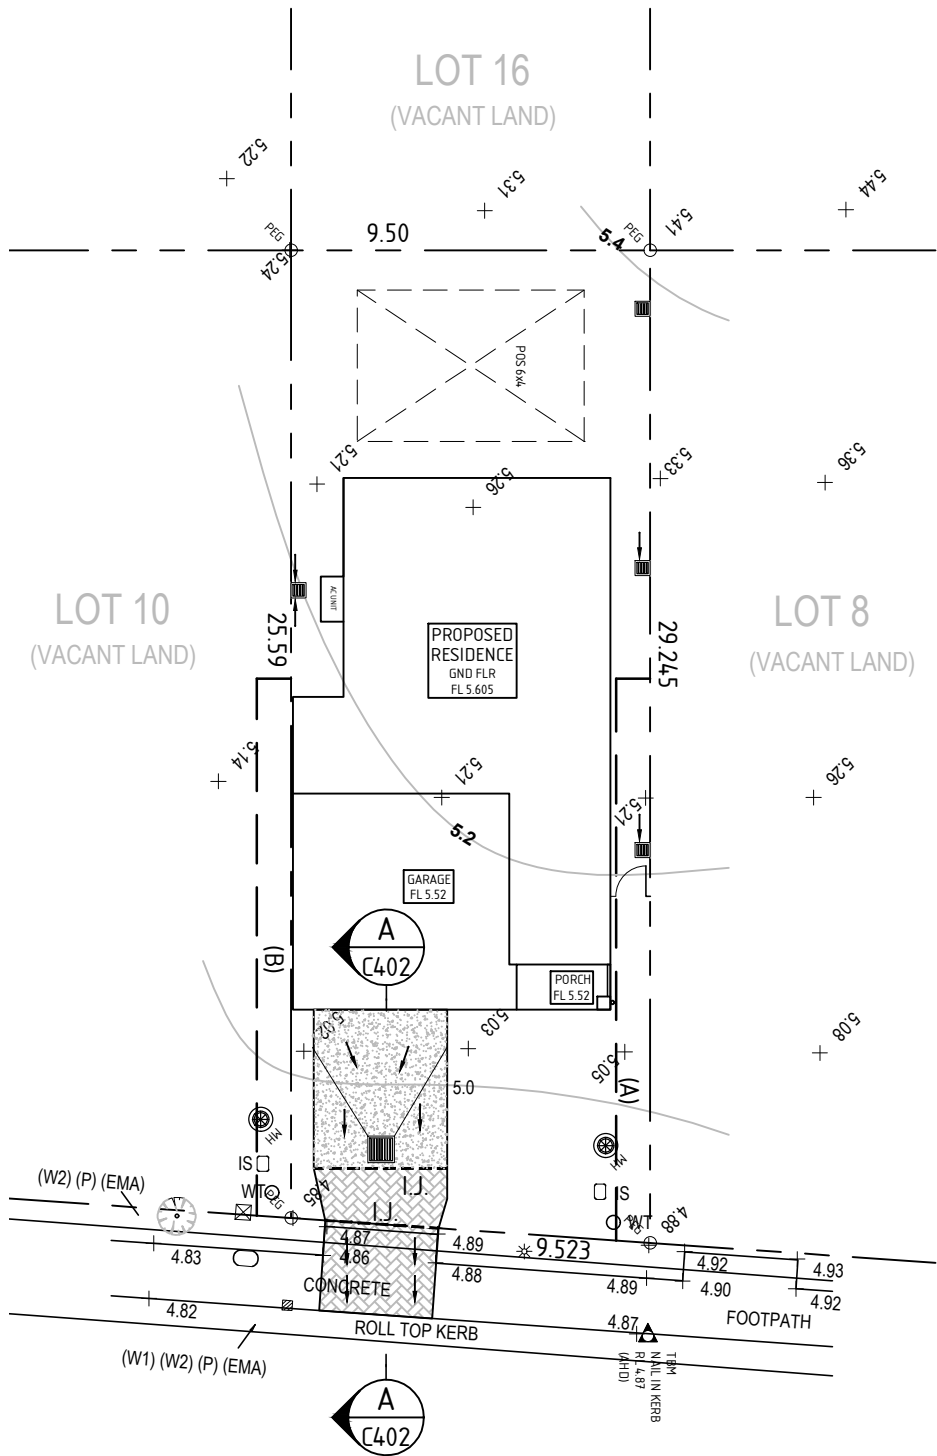 LOT 16
(VACANT LAND)
5.22
5.31
5.44
PEG
5.24
9.50
5.4
PEG
5.41
POS 6x4
5.21
5.26
5.33
5.36
AC UNIT
LOT 10
(VACANT LAND)
25.59
PROPOSED
RESIDENCE
GND FLR
FL 5.605
29.245
LOT 8
(VACANT LAND)
5.14
5.21
5.21
5.26
5.2
GARAGE
FL 5.52
A
C402
(B)
PORCH
FL 5.52
5.02
5.03
5.05
5.08
(A)
5.0
MH
MH
IS
IS
(W2) (P) (EMA)
WT
PEG
4.85
I.J.
I.J.
WT
PEG
4.88
4.87
4.89
9.523
4.92
4.93
4.83
4.86
4.88
4.89
4.90
4.92
CONCRETE
4.82
FOOTPATH
ROLL TOP KERB
4.87
(W1) (W2) (P) (EMA)
TBM
NAIL IN KERB
RL 4.87
(AHD)
A
C402